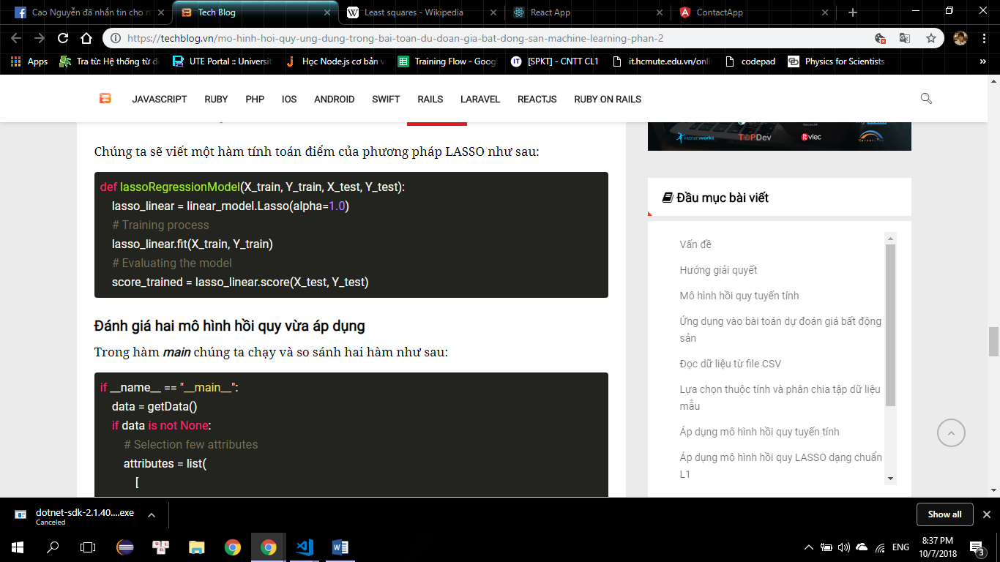 Cao Nguyễn đã nhắn tin cho
Tech Blog
Least squares - Wikipedia
React App
ContactApp
https://techblog.vn/mo-hinh-hoi-quy-ung-dung-trong-bai-toan-du-doan-gia-bat-dong-san-machine-learning-phan-2
Apps
Tra từ: Hệ thống từ
UTE Portal :: Universit
Học Node.js cơ bản
Training Flow - Goog
[SPKT] - CNTT CL1
it.hcmute.edu.vn/onli
codepad
Physics for Scientists
»
JAVASCRIPT
RUBY
PHP
IOS
ANDROID
SWIFT
RAILS
LARAVEL
REACTJS
RUBY ON RAILS
Chúng ta sẽ viết một hàm tính toán điểm của phương pháp LASSO như sau:
def lassoRegressionModel(X_train, Y_train, X_test, Y_test):
lasso_linear = linear_model.Lasso(alpha=1.0)
# Training process
lasso_linear.fit(X_train, Y_train)
# Evaluating the model
score_trained = lasso_linear.score(X_test, Y_test)
Đánh giá hai mô hình hồi quy vừa áp dụng
Trong hàm main chúng ta chạy và so sánh hai hàm như sau:
if __name__ == "__main__":
data = getData()
if data is not None:
# Selection few attributes
attributes = list(
[
vietnamworks
TOPDev
itviec
Đầu mục bài viết
Vấn đề
Hướng giải quyết
Mô hình hồi quy tuyến tính
Ứng dụng vào bài toán dự đoán giá bất động
sản
Đọc dữ liệu từ file CSV
Lựa chọn thuộc tính và phân chia tập dữ liệu
mẫu
Áp dụng mô hình hồi quy tuyến tính
Áp dụng mô hình hồi quy LASSO dạng chuẩn
L1
dotnet-sdk-2.1.40....exe
Canceled
Show all
ENG
8:37 PM
10/7/2018
3